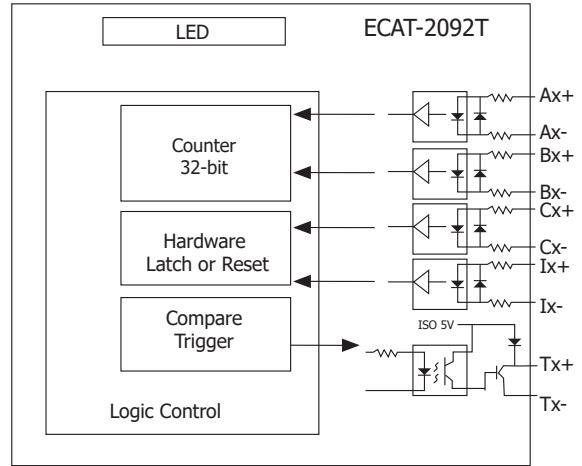 LED
ECAT-2092T
Counter
32-bit
Hardware
Latch or Reset
Compare
Trigger
Logic Control
Ax+
Ax-
Bx+
Bx-
Cx+
Cx-
Ix+
Ix-
ISO 5V
Tx+
Tx-